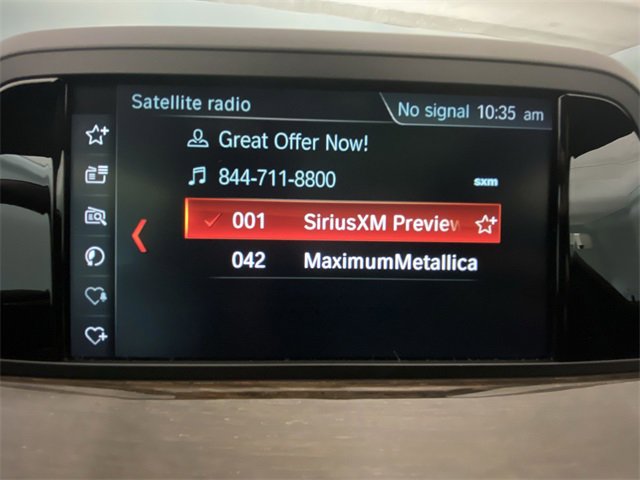 Satellite radio No signal 10:35 am
Great Offer Now!
844-711-8800 sxm
001 SiriusXM Preview
042 MaximumMetallica